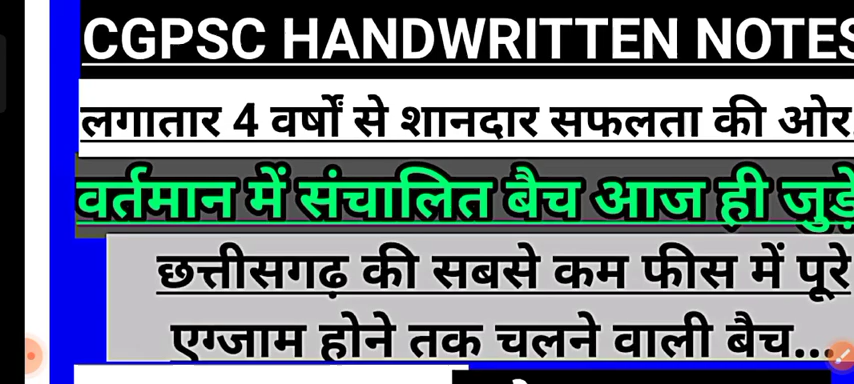 CGPSC HANDWRITTEN NOTES
लगातार 4 वर्षों से शानदार सफलता की ओर.
वर्तमान में संचालित बैच आज ही जुड़े
छत्तीसगढ़ की सबसे कम फीस में पूरे
एग्जाम होने तक चलने वाली बैच...